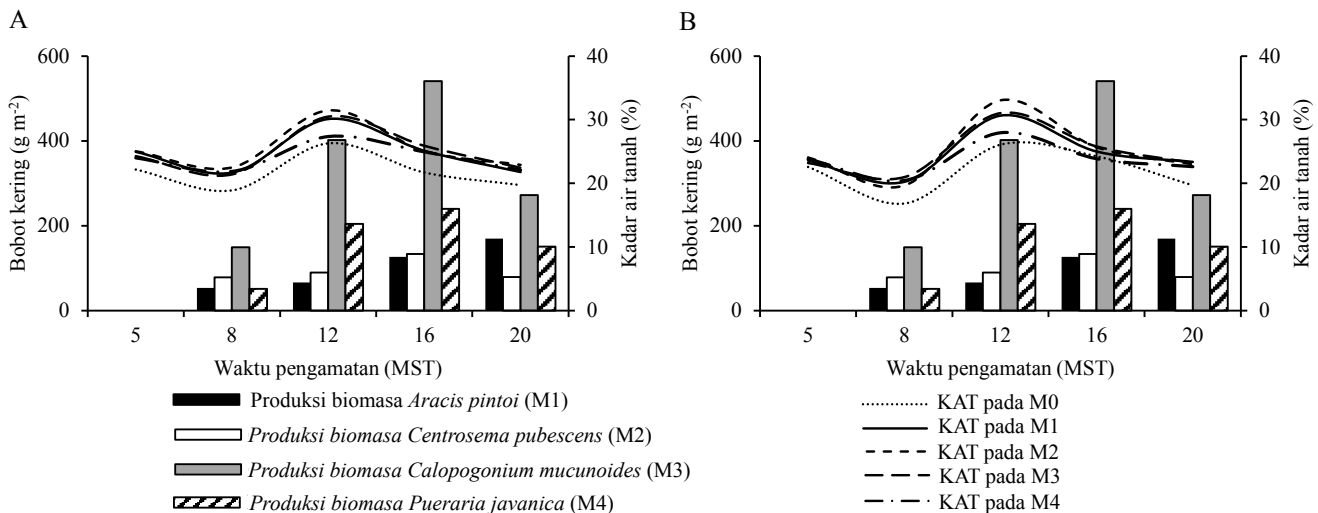 A
B
600
400
200
0
Bobot kering (g m-2)
40
30
20
10
0
Kadar air tanah (%)
5 8 12 16 20
Waktu pengamatan (MST)
600
400
200
0
Bobot kering (g m-2)
40
30
20
10
0
Kadar air tanah (%)
5 8 12 16 20
Waktu pengamatan (MST)
Produksi biomasa Aracis pintoi (M1)
Produksi biomasa Centrosema pubescens (M2)
Produksi biomasa Calopogonium mucunoides (M3)
Produksi biomasa Pueraria javanica (M4)
KAT pada M0
KAT pada M1
KAT pada M2
KAT pada M3
KAT pada M4